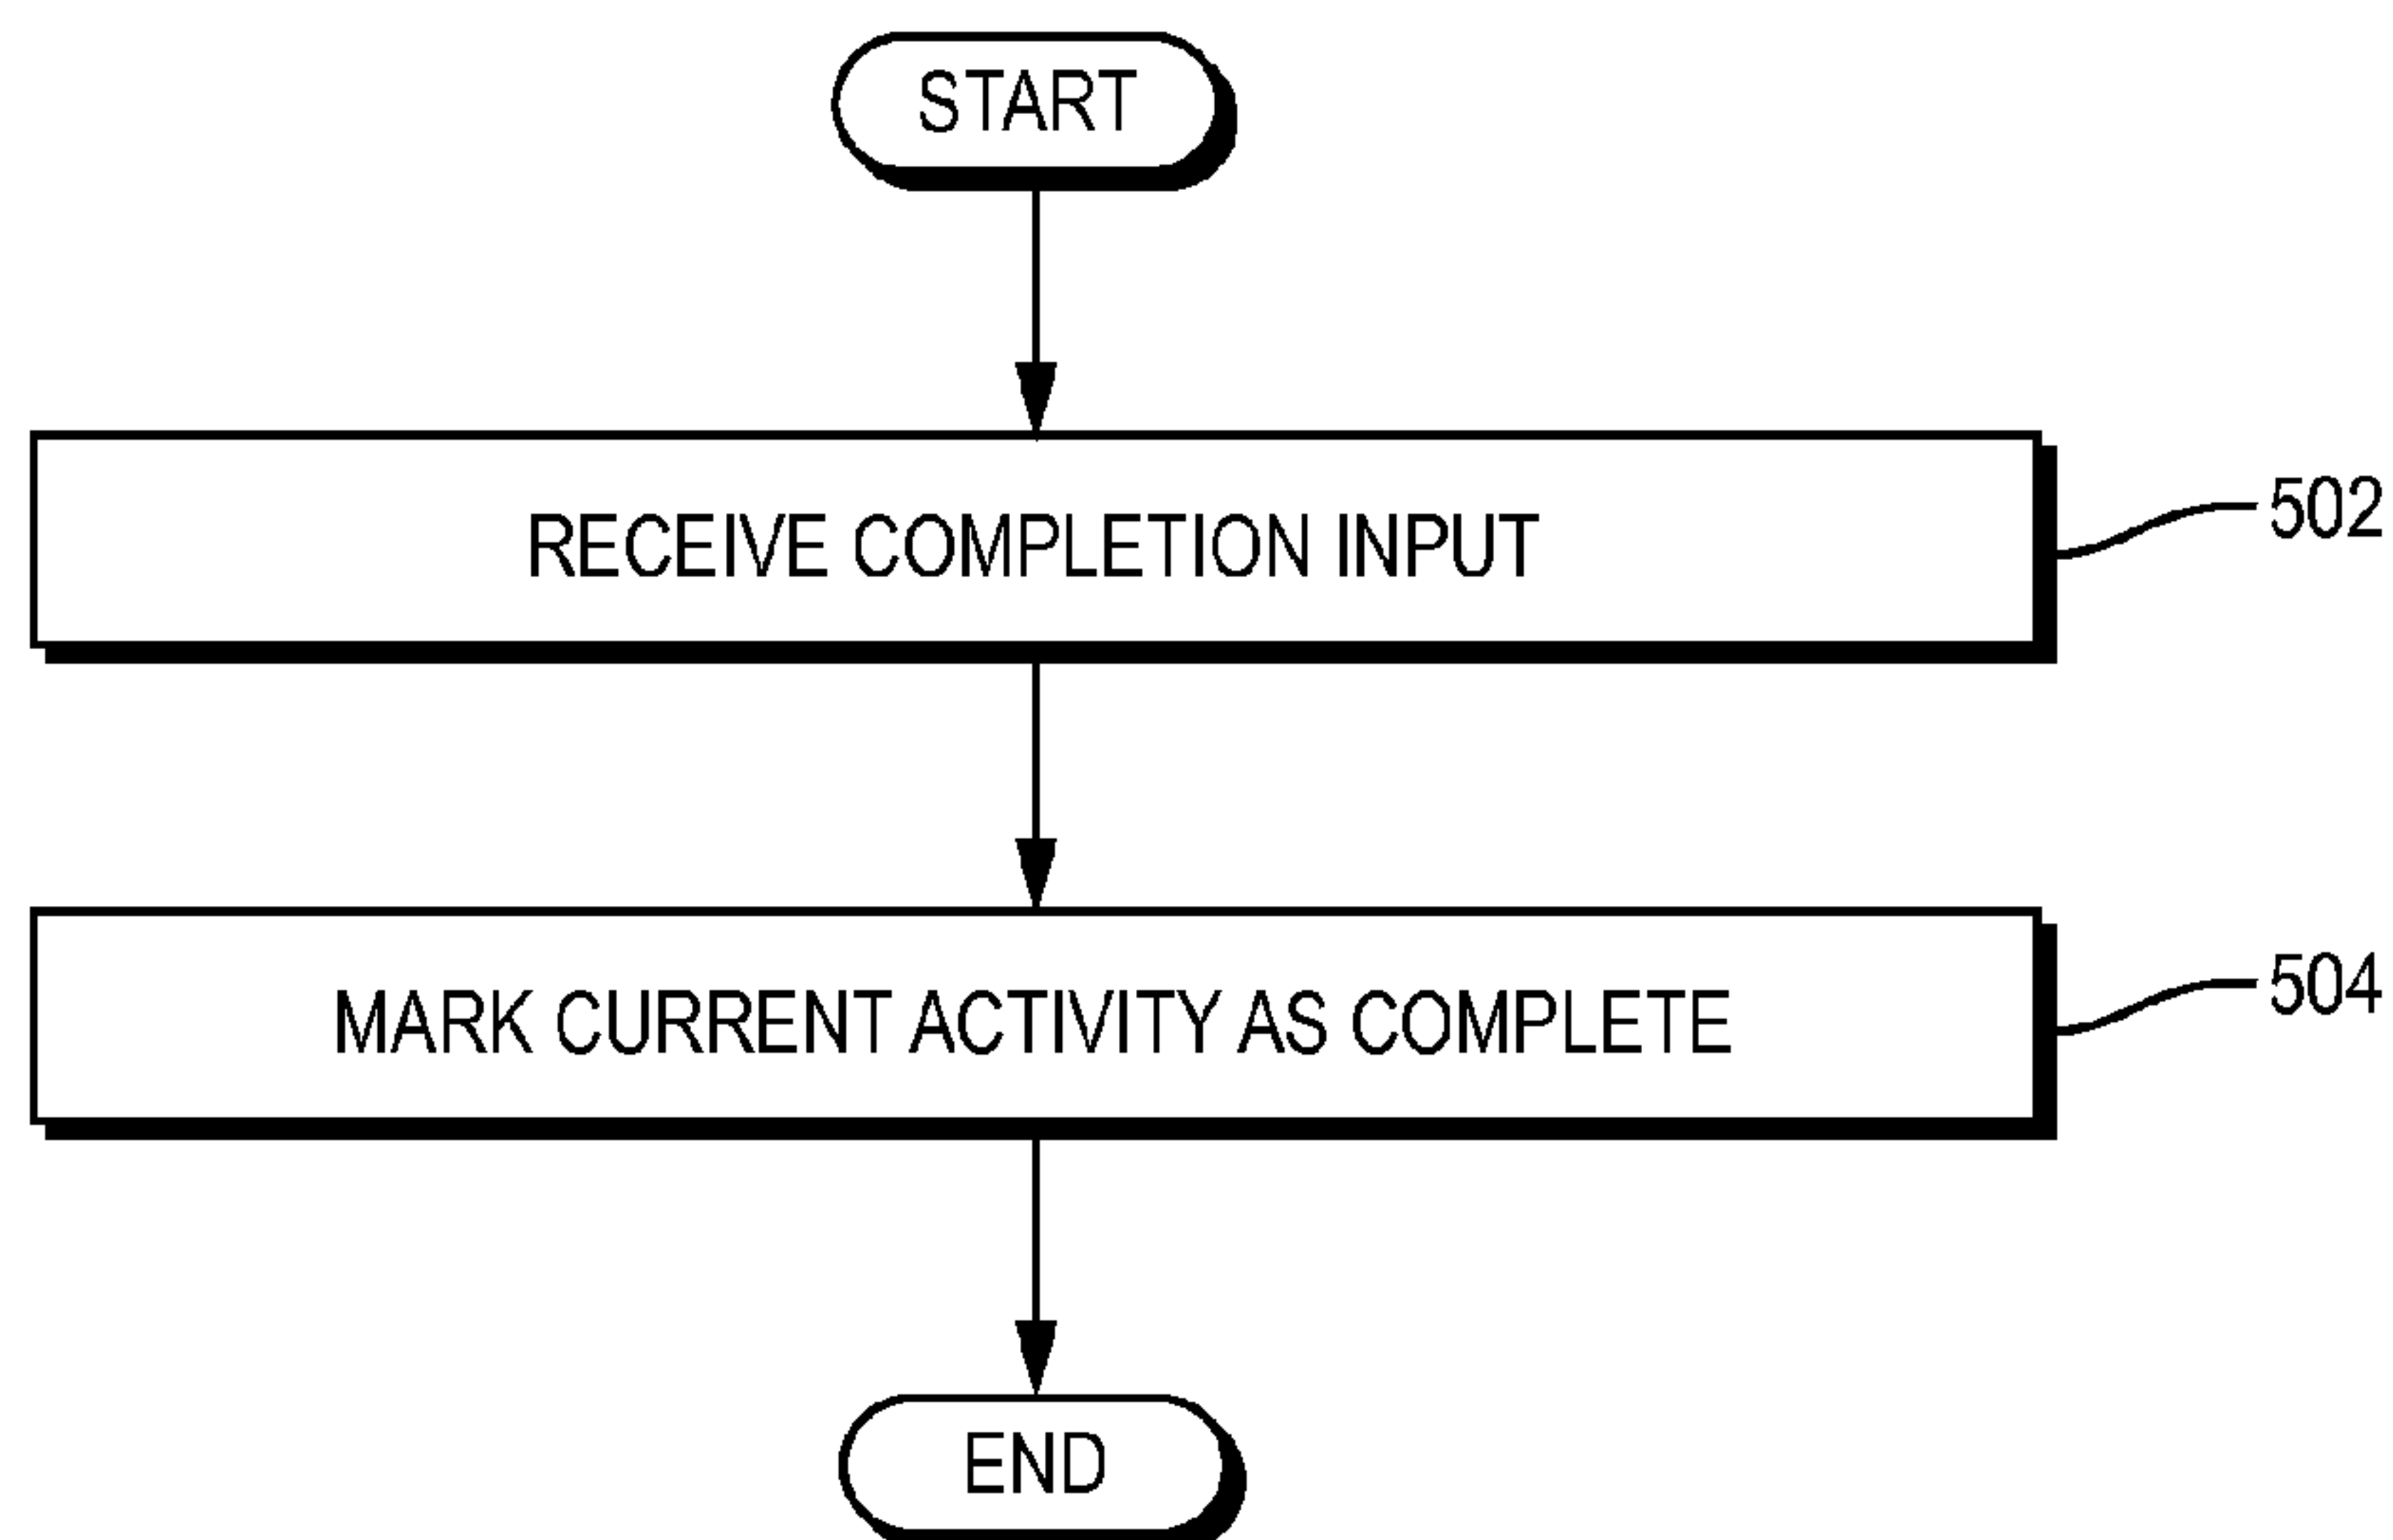 START
RECEIVE COMPLETION INPUT
502
MARK CURRENT ACTIVITY AS COMPLETE
504
END